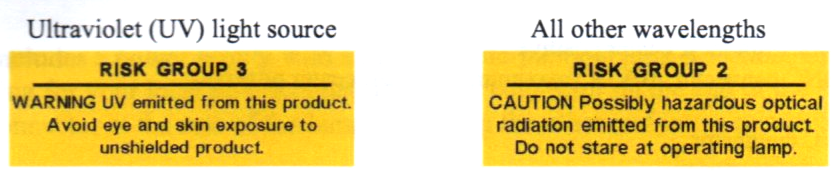 Ultraviolet (UV) light source
RISK GROUP 3
WARNING UV emitted from this product.
Avoid eye and skin exposure to
unshielded product.
All other wavelengths
RISK GROUP 2
CAUTION Possibly hazardous optical
radiation emitted from this product.
Do not stare at operating lamp.